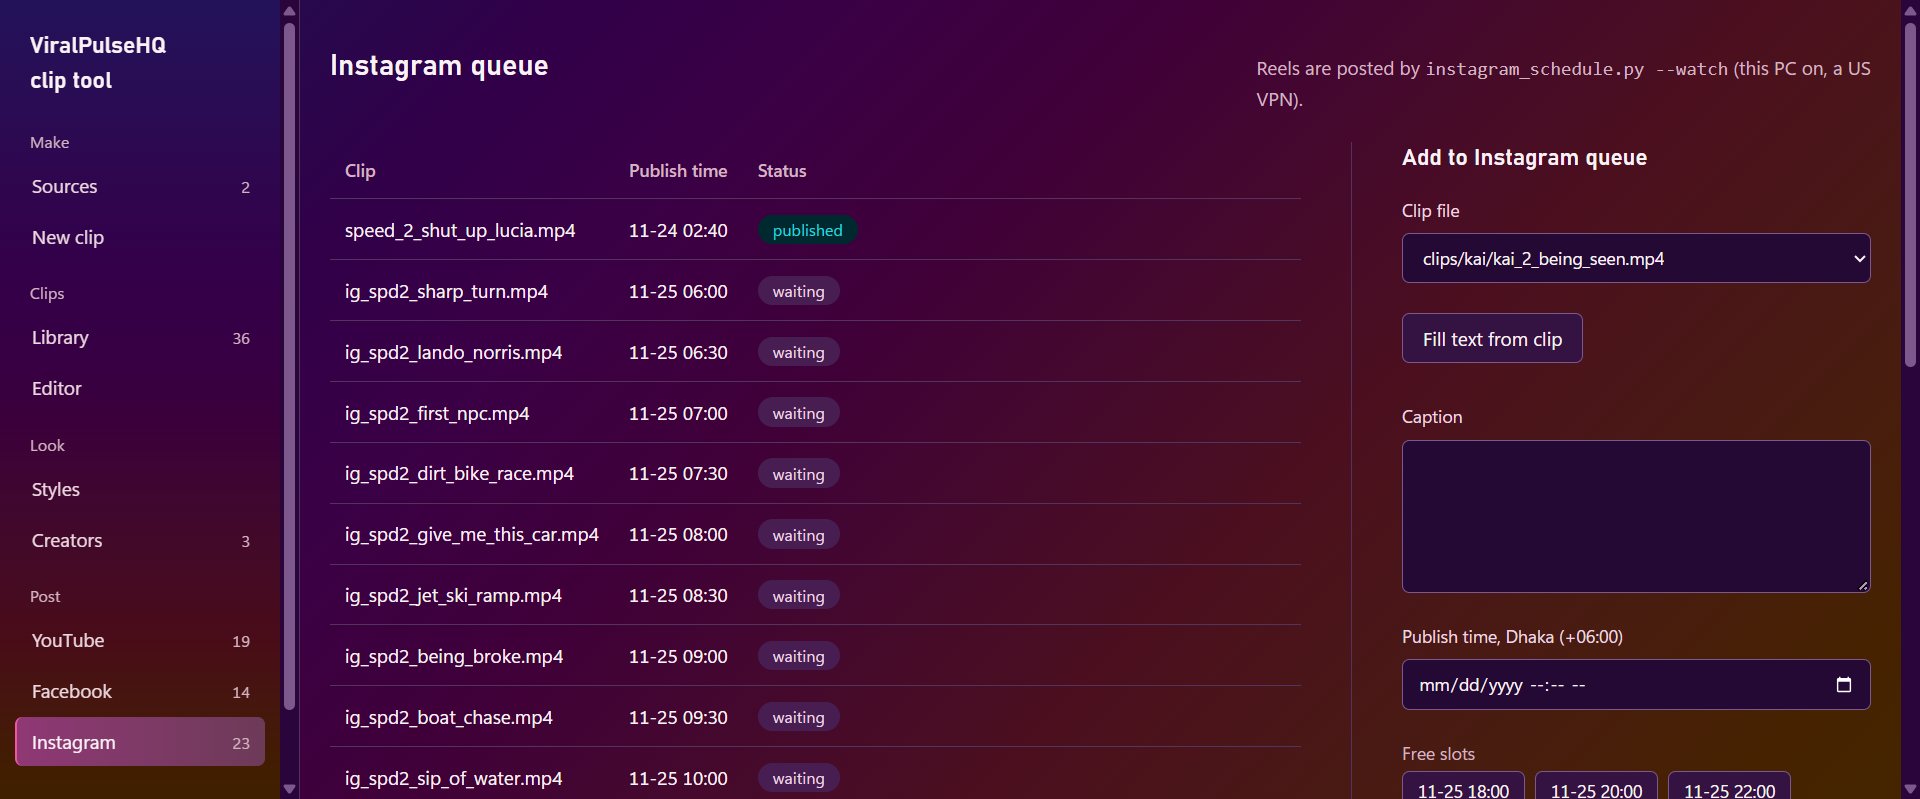 ViralPulseHQ
clip tool
Make
Sources 2
New clip
Clips
Library 36
Editor
Look
Styles
Creators 3
Post
YouTube 19
Facebook 14
Instagram 23
Instagram queue
Reels are posted by instagram_schedule.py --watch (this PC on, a US
VPN).
Clip Publish time Status
speed_2_shut_up_lucia.mp4 11-24 02:40 published
ig_spd2_sharp_turn.mp4 11-25 06:00 waiting
ig_spd2_lando_norris.mp4 11-25 06:30 waiting
ig_spd2_first_npc.mp4 11-25 07:00 waiting
ig_spd2_dirt_bike_race.mp4 11-25 07:30 waiting
ig_spd2_give_me_this_car.mp4 11-25 08:00 waiting
ig_spd2_jet_ski_ramp.mp4 11-25 08:30 waiting
ig_spd2_being_broke.mp4 11-25 09:00 waiting
ig_spd2_boat_chase.mp4 11-25 09:30 waiting
ig_spd2_sip_of_water.mp4 11-25 10:00 waiting
Add to Instagram queue
Clip file
clips/kai/kai_2_being_seen.mp4
Fill text from clip
Caption
Publish time, Dhaka (+06:00)
mm/dd/yyyy --:-- --
Free slots
11-25 18:00 11-25 20:00 11-25 22:00